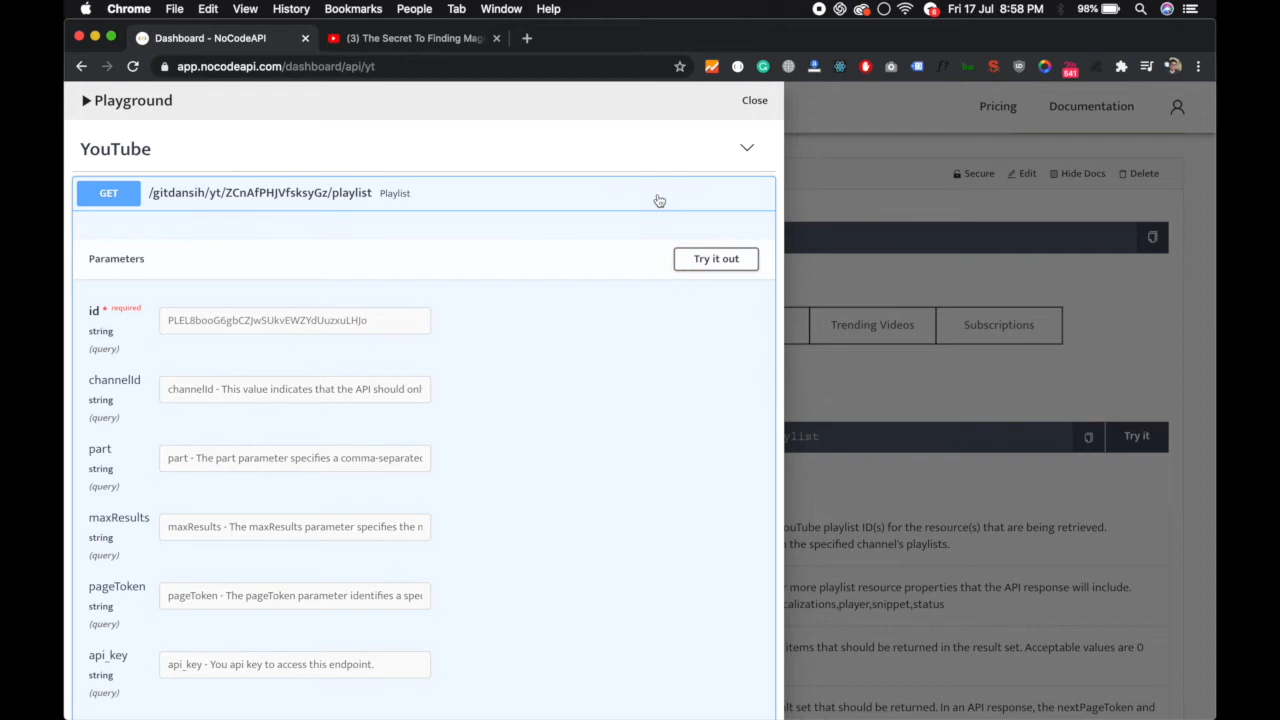 Chrome File Edit View History Bookmarks People Tab Window Help
Fri 17 Jul 8:58 PM 98%
Dashboard - NoCodeAPI
(3) The Secret To Finding Mag
app.nocodeapi.com/dashboard/api/yt
541
Playground Close
Pricing Documentation
YouTube
Secure Edit Hide Docs Delete
GET /gitdansih/yt/ZCnAfPHJVfsksyGz/playlist Playlist
Parameters Try it out
Trending Videos Subscriptions
id * required
string
(query)
PLEL8booG6gbCZJwSUkvEWZYdUuzxuLHJo
channelId
string
(query)
channelId - This value indicates that the API should onl
ylist Try it
part
string
(query)
part - The part parameter specifies a comma-separated
maxResults
string
(query)
maxResults - The maxResults parameter specifies the n
ouTube playlist ID(s) for the resource(s) that are being retrieved.
n the specified channel's playlists.
pageToken
string
(query)
pageToken - The pageToken parameter identifies a spec
r more playlist resource properties that the API response will include.
calizations,player,snippet,status
api_key
string
(query)
api_key - You api key to access this endpoint.
items that should be returned in the result set. Acceptable values are 0
ult set that should be returned. In an API response, the nextPageToken and